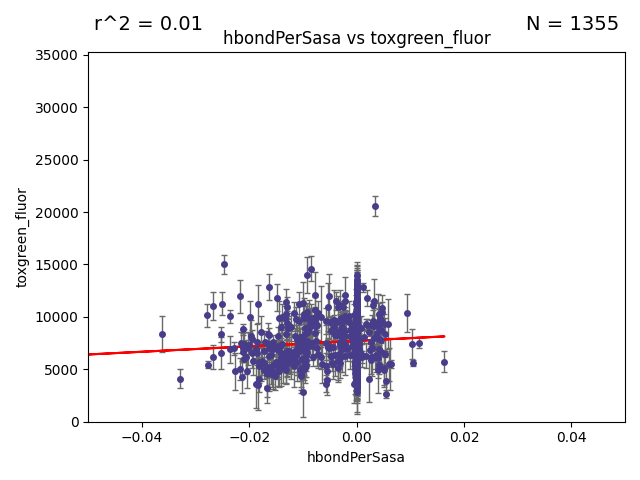 r^2 = 0.01
N = 1355
hbondPerSasa vs toxgreen_fluor
35000
30000
25000
20000
15000
10000
5000
0
toxgreen_fluor
−0.04
−0.02
0.00
0.02
0.04
hbondPerSasa